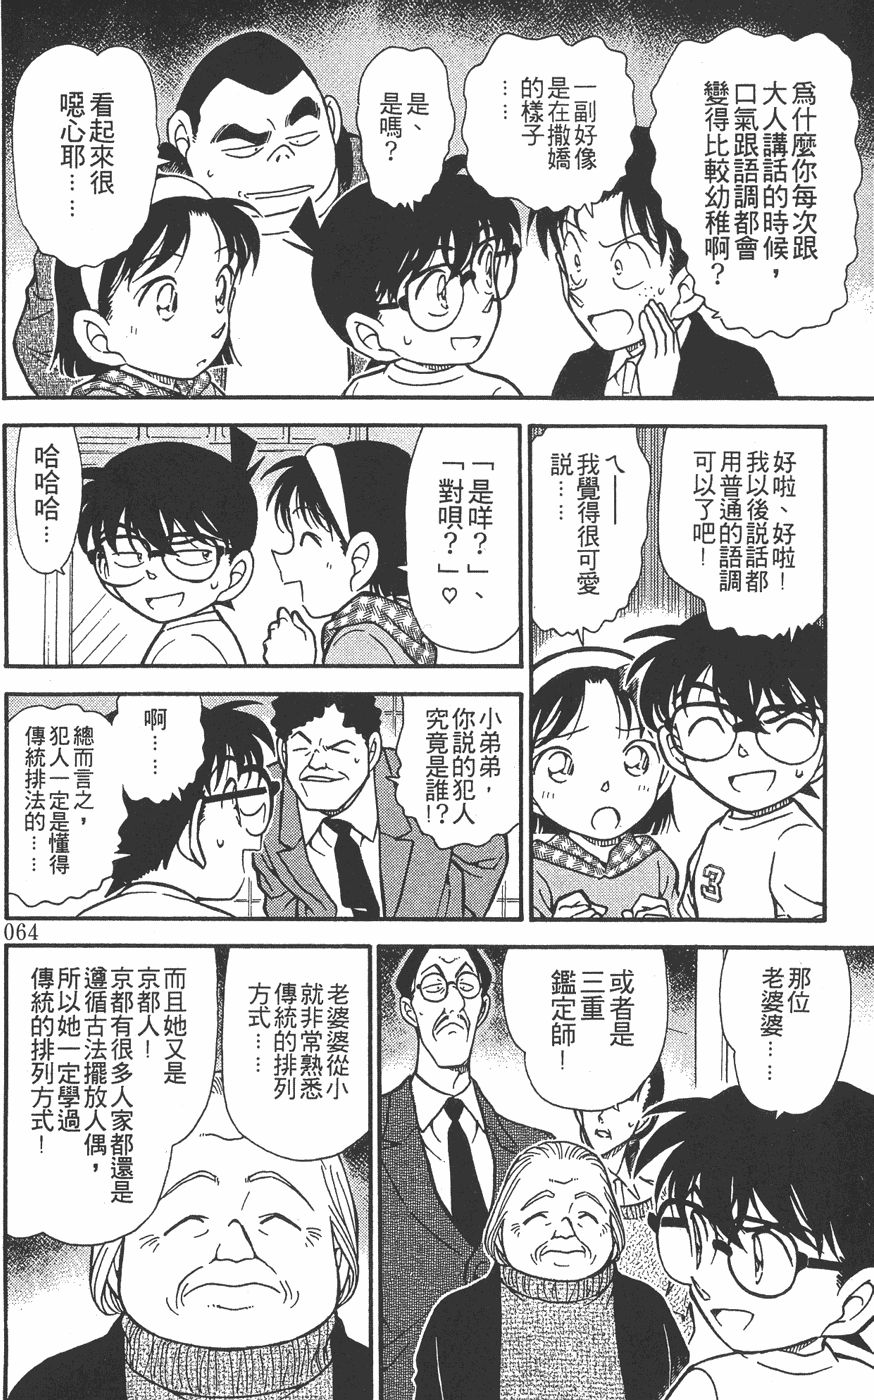 爲什麼你每次跟
大人講話的時候，
口氣跟語調都會
變得比較幼稚啊？
一副好像
是在撒嬌
的樣子
……
是、
是嗎？
看起來很
噁心耶……
好啦、好啦！
我以後説話都
用普通的語調
可以了吧！
ㄟ——
我覺得很可愛
説……
「是咩？」、
「對唄？」♡
哈哈哈…
小弟弟，
你説的犯人
究竟是誰!?
啊……
總而言之，
犯人一定是懂得
傳統排法的……
064
那位
老婆婆……
或者是
三重
鑑定師！
老婆婆從小
就非常熟悉
傳統的排列
方式……
而且她又是
京都人！
京都有很多人家都還是
遵循古法擺放人偶，
所以她一定學過
傳統的排列方式！
3